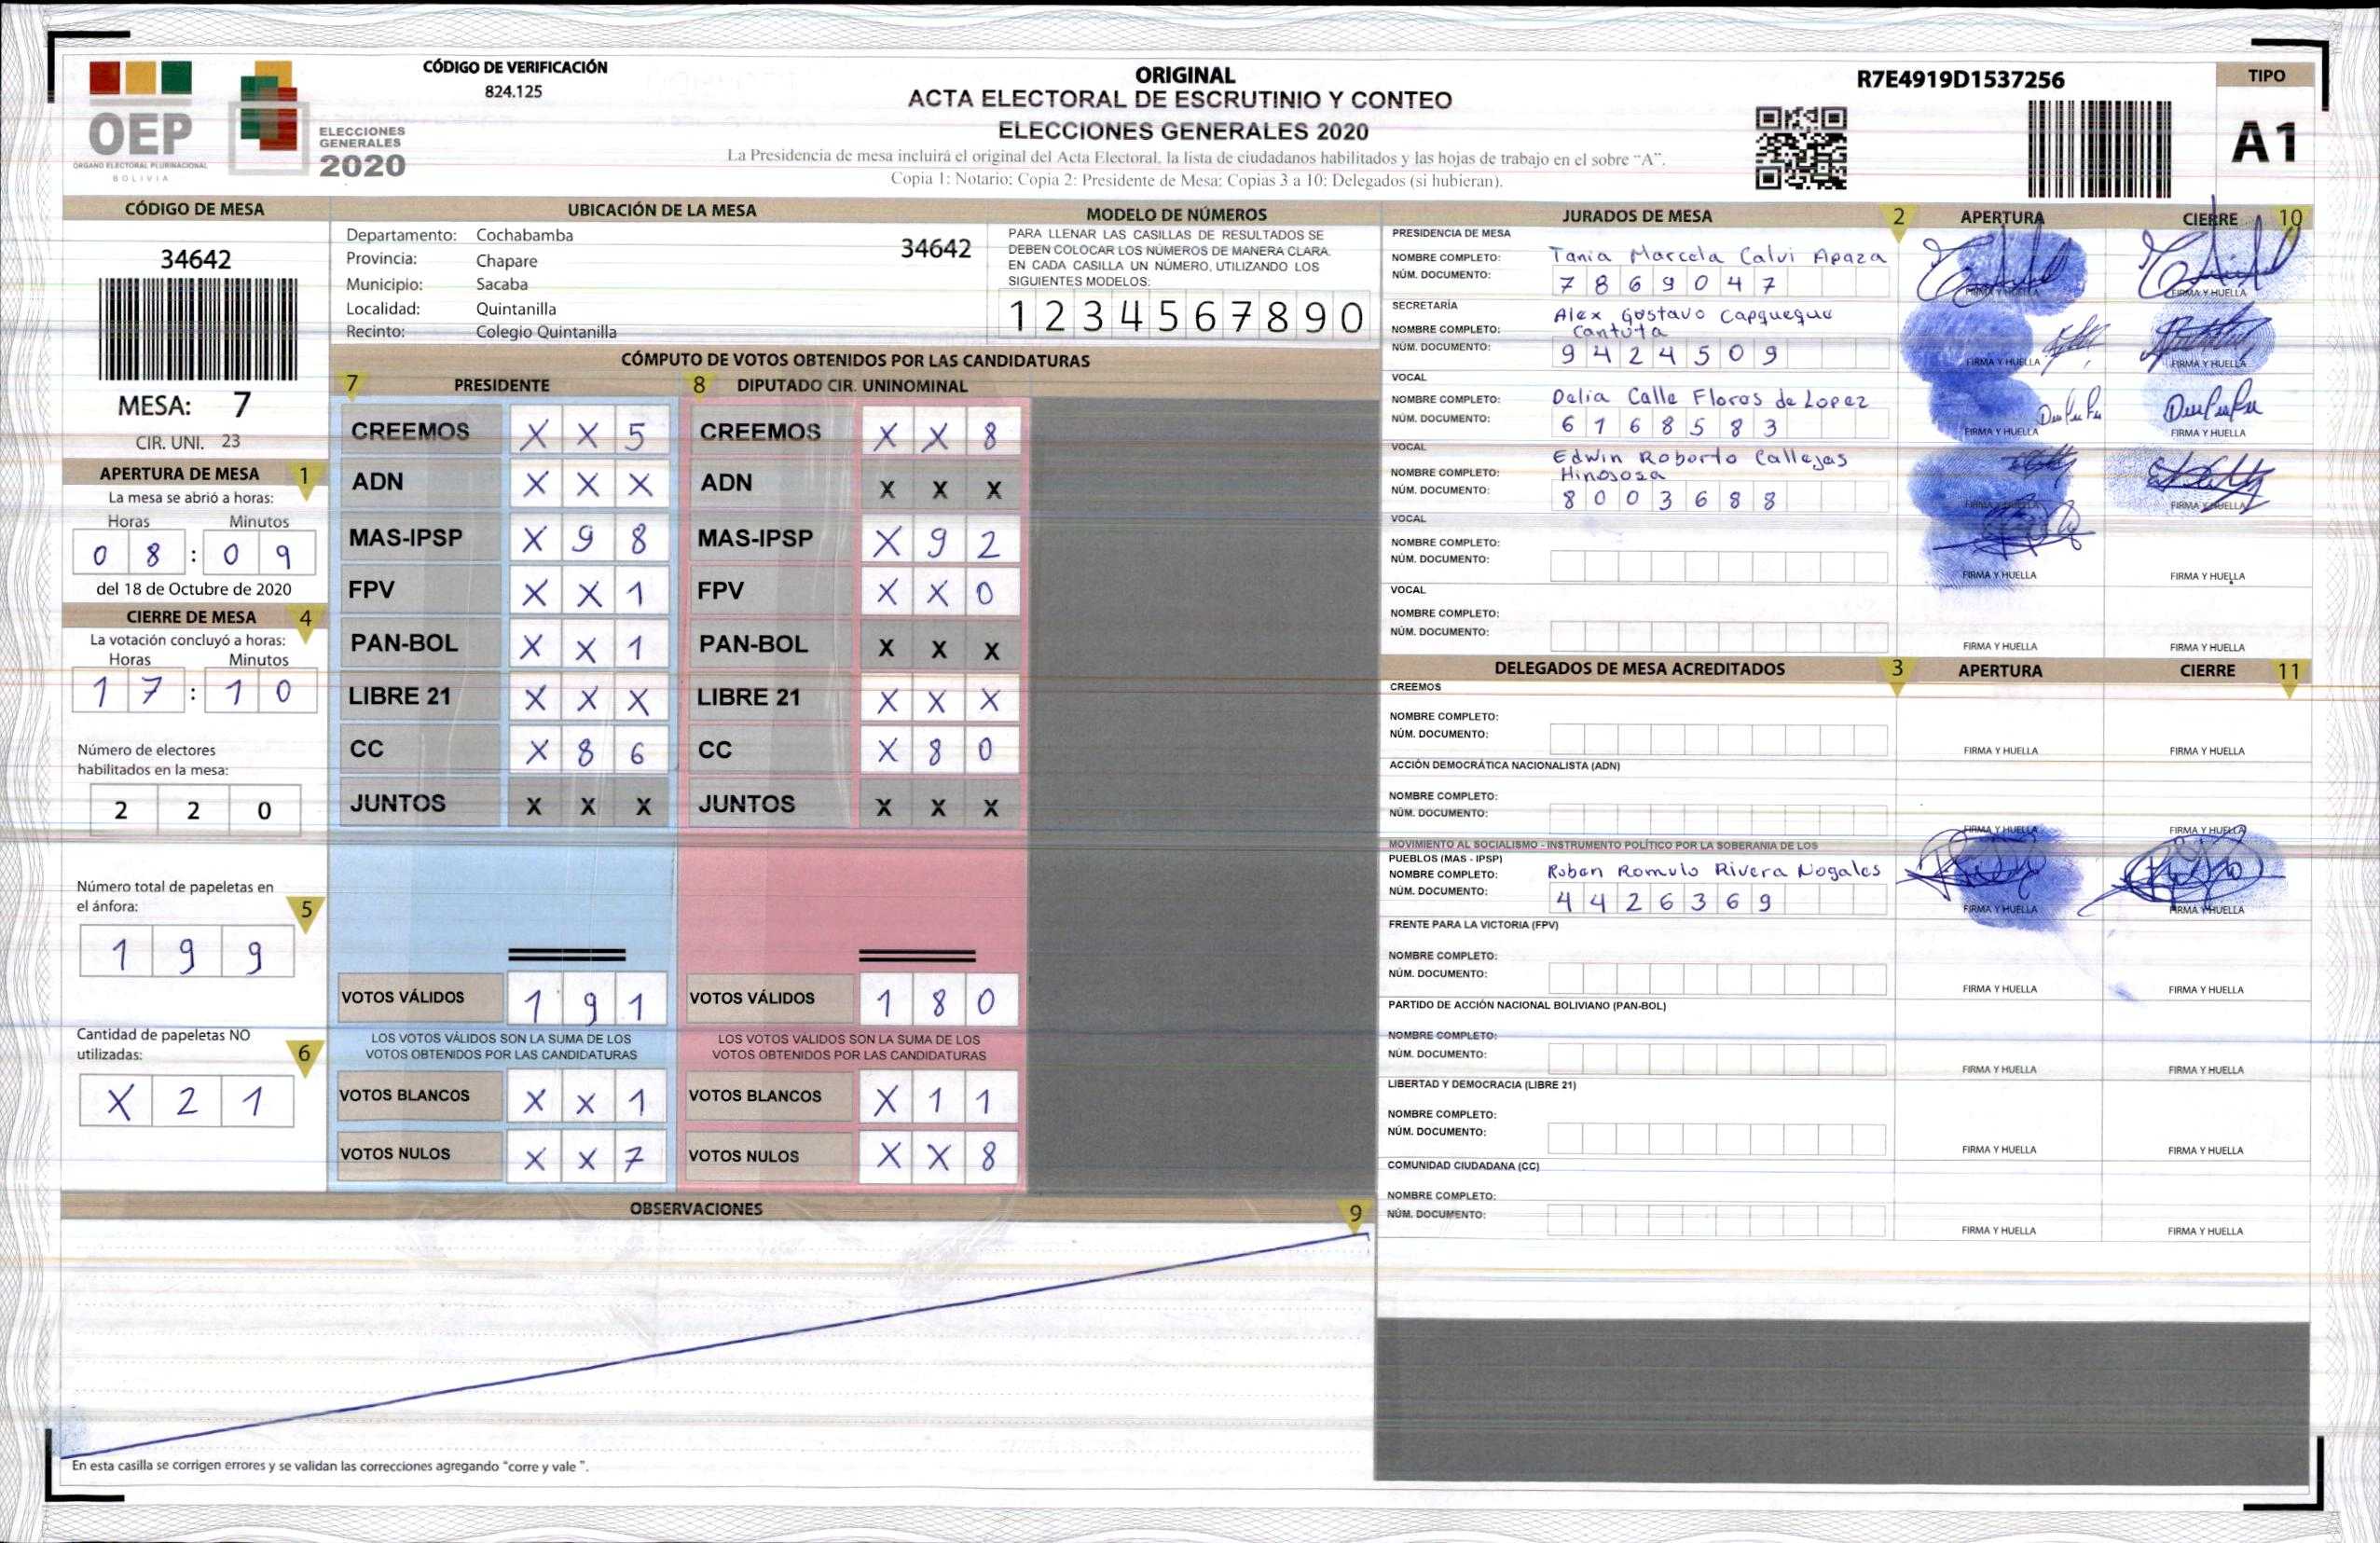 CÓDIGO DE VERIFICACIÓN
824.125
OEP
ÓRGANO ELECTORAL PLURINACIONAL
BOLIVIA
ELECCIONES
GENERALES
2020
ORIGINAL
ACTA ELECTORAL DE ESCRUTINIO Y CONTEO
ELECCIONES GENERALES 2020
La Presidencia de mesa incluirá el original del Acta Electoral, la lista de ciudadanos habilitados y las hojas de trabajo en el sobre “A”.
Copia 1: Notario; Copia 2: Presidente de Mesa; Copias 3 a 10: Delegados (si hubieran).
R7E4919D1537256
TIPO
A1
CÓDIGO DE MESA
34642
MESA: 7
CIR. UNI. 23
APERTURA DE MESA 1
La mesa se abrió a horas:
Horas Minutos
0 8 : 0 9
del 18 de Octubre de 2020
CIERRE DE MESA 4
La votación concluyó a horas:
Horas Minutos
1 7 : 1 0
Número de electores
habilitados en la mesa:
2 2 0
Número total de papeletas en
el ánfora: 5
1 9 9
Cantidad de papeletas NO
utilizadas: 6
X 2 1
UBICACIÓN DE LA MESA
Departamento: Cochabamba
Provincia: Chapare
Municipio: Sacaba
Localidad: Quintanilla
Recinto: Colegio Quintanilla
34642
MODELO DE NÚMEROS
PARA LLENAR LAS CASILLAS DE RESULTADOS SE
DEBEN COLOCAR LOS NÚMEROS DE MANERA CLARA.
EN CADA CASILLA UN NÚMERO, UTILIZANDO LOS
SIGUIENTES MODELOS:
1 2 3 4 5 6 7 8 9 0
CÓMPUTO DE VOTOS OBTENIDOS POR LAS CANDIDATURAS
7 PRESIDENTE
CREEMOS X X 5
ADN X X X
MAS-IPSP X 9 8
FPV X X 1
PAN-BOL X X 1
LIBRE 21 X X X
CC X 8 6
JUNTOS X X X
VOTOS VÁLIDOS 1 9 1
LOS VOTOS VÁLIDOS SON LA SUMA DE LOS
VOTOS OBTENIDOS POR LAS CANDIDATURAS
VOTOS BLANCOS X X 1
VOTOS NULOS X X 7
8 DIPUTADO CIR. UNINOMINAL
CREEMOS X X 8
ADN X X X
MAS-IPSP X 9 2
FPV X X 0
PAN-BOL X X X
LIBRE 21 X X X
CC X 8 0
JUNTOS X X X
VOTOS VÁLIDOS 1 8 0
LOS VOTOS VÁLIDOS SON LA SUMA DE LOS
VOTOS OBTENIDOS POR LAS CANDIDATURAS
VOTOS BLANCOS X 1 1
VOTOS NULOS X X 8
OBSERVACIONES 9
En esta casilla se corrigen errores y se validan las correcciones agregando “corre y vale ”.
JURADOS DE MESA 2 APERTURA CIERRE 10
PRESIDENCIA DE MESA
NOMBRE COMPLETO: Tania Marcela Calvi Apaza
NÚM. DOCUMENTO: 7 8 6 9 0 4 7
FIRMA Y HUELLA FIRMA Y HUELLA
SECRETARÍA
Alex Gustavo Capqueque
NOMBRE COMPLETO: Cantuta
NÚM. DOCUMENTO: 9 4 2 4 5 0 9
FIRMA Y HUELLA FIRMA Y HUELLA
VOCAL
NOMBRE COMPLETO: Delia Calle Flores de Lopez
NÚM. DOCUMENTO: 6 1 6 8 5 8 3
FIRMA Y HUELLA FIRMA Y HUELLA
VOCAL
Edwin Roberto Callejas
NOMBRE COMPLETO: Hinososa
NÚM. DOCUMENTO: 8 0 0 3 6 8 8
FIRMA Y HUELLA FIRMA Y HUELLA
VOCAL
NOMBRE COMPLETO:
NÚM. DOCUMENTO:
FIRMA Y HUELLA FIRMA Y HUELLA
VOCAL
NOMBRE COMPLETO:
NÚM. DOCUMENTO:
FIRMA Y HUELLA FIRMA Y HUELLA
DELEGADOS DE MESA ACREDITADOS 3 APERTURA CIERRE 11
CREEMOS
NOMBRE COMPLETO:
NÚM. DOCUMENTO:
FIRMA Y HUELLA FIRMA Y HUELLA
ACCIÓN DEMOCRÁTICA NACIONALISTA (ADN)
NOMBRE COMPLETO:
NÚM. DOCUMENTO:
FIRMA Y HUELLA FIRMA Y HUELLA
MOVIMIENTO AL SOCIALISMO - INSTRUMENTO POLÍTICO POR LA SOBERANIA DE LOS
PUEBLOS (MAS - IPSP)
NOMBRE COMPLETO: Ruben Romulo Rivera Nogales
NÚM. DOCUMENTO: 4 4 2 6 3 6 9
FIRMA Y HUELLA FIRMA Y HUELLA
FRENTE PARA LA VICTORIA (FPV)
NOMBRE COMPLETO:
NÚM. DOCUMENTO:
FIRMA Y HUELLA FIRMA Y HUELLA
PARTIDO DE ACCIÓN NACIONAL BOLIVIANO (PAN-BOL)
NOMBRE COMPLETO:
NÚM. DOCUMENTO:
FIRMA Y HUELLA FIRMA Y HUELLA
LIBERTAD Y DEMOCRACIA (LIBRE 21)
NOMBRE COMPLETO:
NÚM. DOCUMENTO:
FIRMA Y HUELLA FIRMA Y HUELLA
COMUNIDAD CIUDADANA (CC)
NOMBRE COMPLETO:
NÚM. DOCUMENTO:
FIRMA Y HUELLA FIRMA Y HUELLA